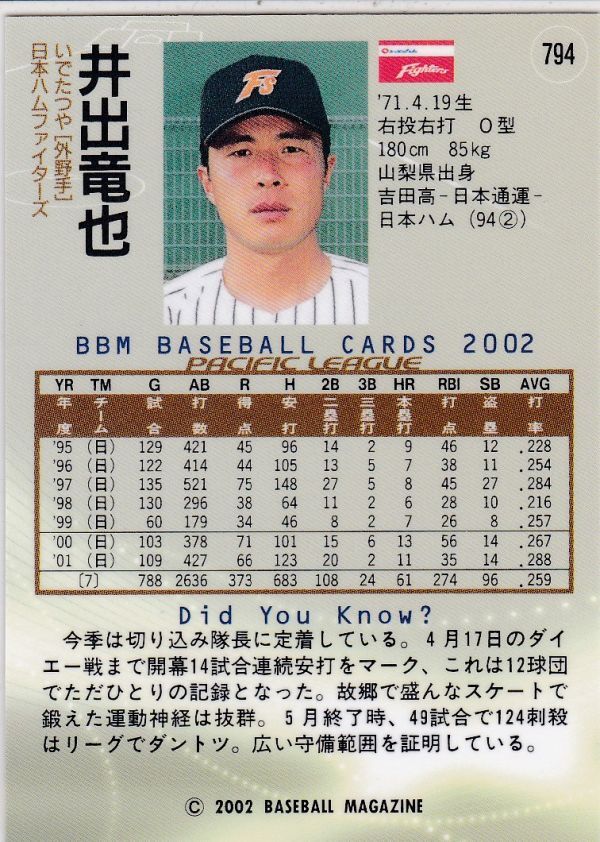 794
井出竜也
いでたつや[外野手]
日本ハムファイターズ
Fs
Fighters
'71.4.19生
右投右打 O型
180cm 85kg
山梨県出身
吉田高-日本通運-
日本ハム (94②)
BBM BASEBALL CARDS 2002
PACIFIC LEAGUE
YR TM G AB R H 2B 3B HR RBI SB AVG
年度 チーム 試合 打数 得点 安打 二塁打 三塁打 本塁打 打点 盗塁 打率
'95 (日) 129 421 45 96 14 2 9 46 12 .228
'96 (日) 122 414 44 105 13 5 7 38 11 .254
'97 (日) 135 521 75 148 27 5 8 45 27 .284
'98 (日) 130 296 38 64 11 2 6 28 10 .216
'99 (日) 60 179 34 46 8 2 7 26 8 .257
'00 (日) 103 378 71 101 15 6 13 56 14 .267
'01 (日) 109 427 66 123 20 2 11 35 14 .288
[7] 788 2636 373 683 108 24 61 274 96 .259
Did You Know?
今季は切り込み隊長に定着している。4月17日のダイ
エー戦まで開幕14試合連続安打をマーク、これは12球団
でただひとりの記録となった。故郷で盛んなスケートで
鍛えた運動神経は抜群。5月終了時、49試合で124刺殺
はリーグでダントツ。広い守備範囲を証明している。
© 2002 BASEBALL MAGAZINE